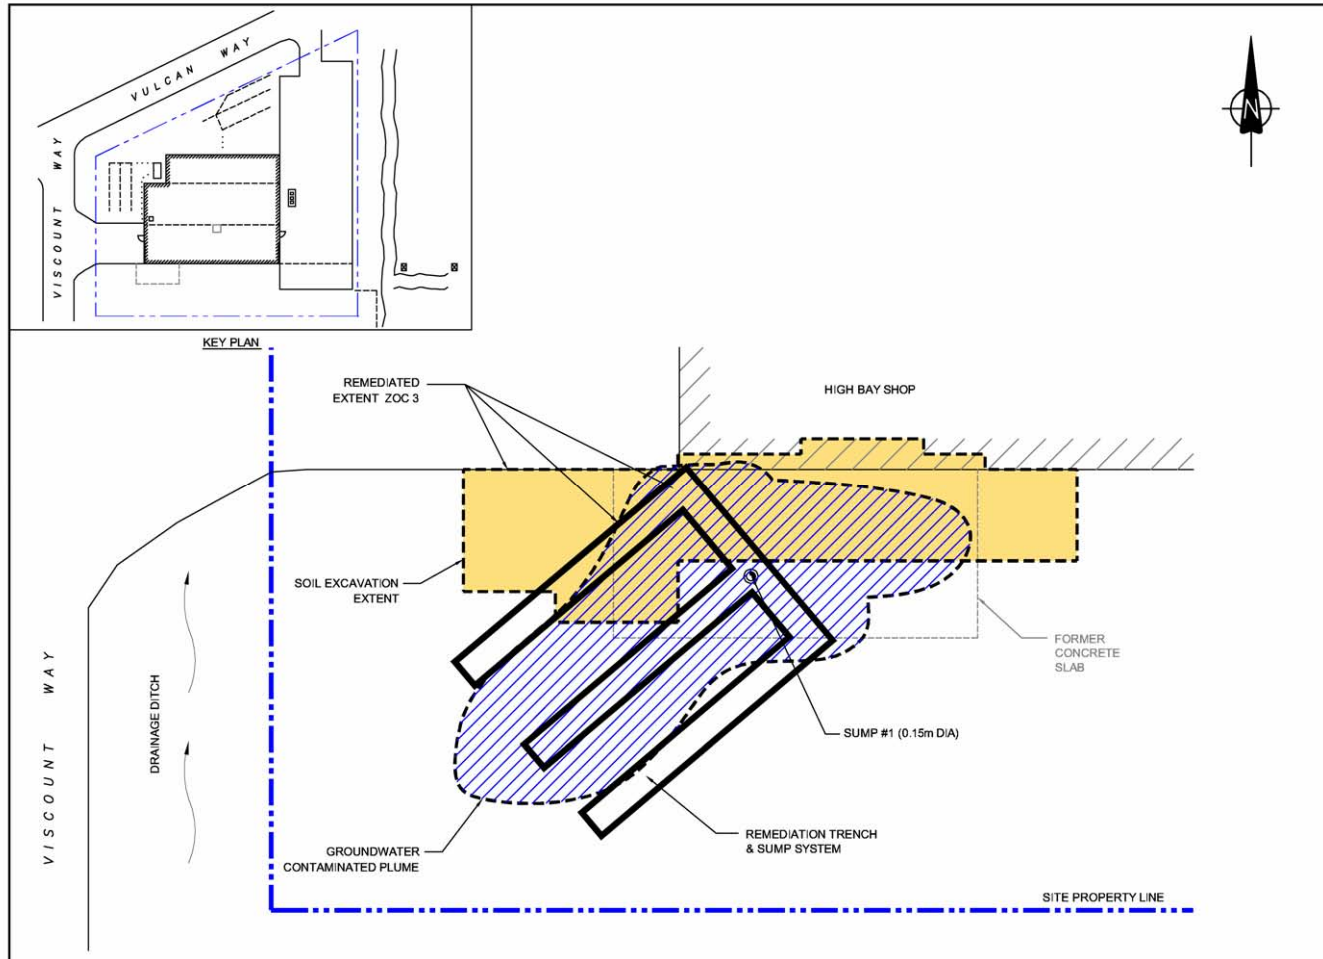 VULCAN WAY
VISCOUNT WAY
N
KEY PLAN
REMEDIATED
EXTENT ZOC 3
HIGH BAY SHOP
SOIL EXCAVATION
EXTENT
FORMER
CONCRETE
SLAB
VISCOUNT WAY
DRAINAGE DITCH
SUMP #1 (0.15m DIA)
REMEDIATION TRENCH
& SUMP SYSTEM
GROUNDWATER
CONTAMINATED PLUME
SITE PROPERTY LINE